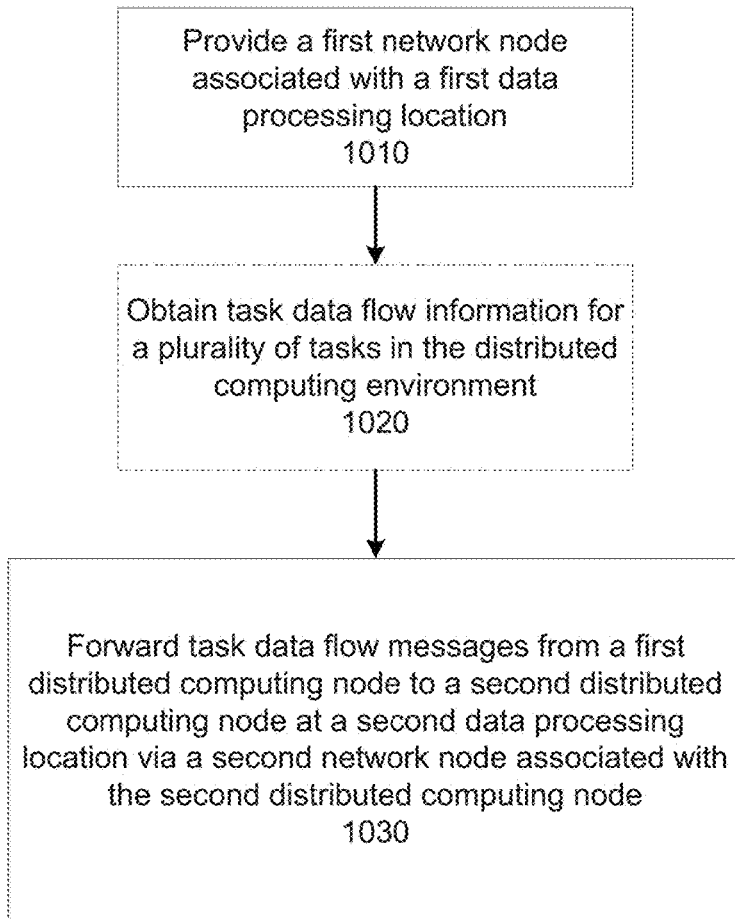 Provide a first network node
associated with a first data
processing location
1010
Obtain task data flow information for
a plurality of tasks in the distributed
computing environment
1020
Forward task data flow messages from a first
distributed computing node to a second distributed
computing node at a second data processing
location via a second network node associated with
the second distributed computing node
1030